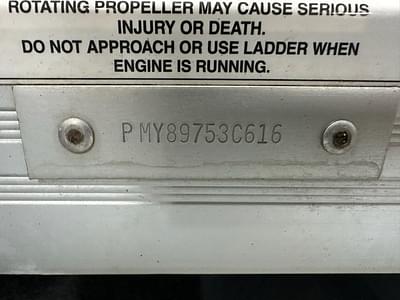 ROTATING PROPELLER MAY CAUSE SERIOUS
INJURY OR DEATH.
DO NOT APPROACH OR USE LADDER WHEN
ENGINE IS RUNNING.
PMY89753C616